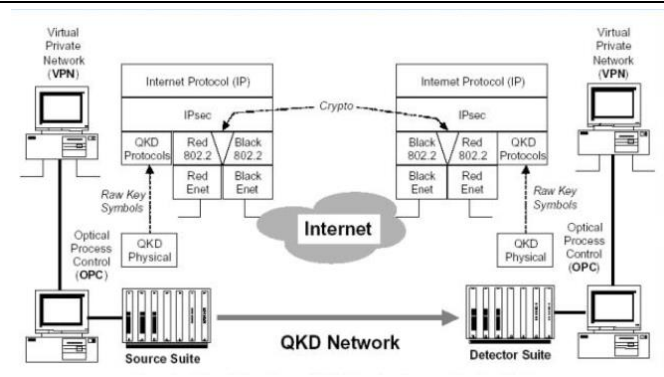 Virtual
Private
Network
(VPN)
Internet Protocol (IP)
IPsec
QKD
Protocols
Red
802.2
Black
802.2
Red
Enet
Black
Enet
Crypto
Internet Protocol (IP)
IPsec
Black
802.2
Red
802.2
QKD
Protocols
Black
Enet
Red
Enet
Virtual
Private
Network
(VPN)
Raw Key
Symbols
QKD
Physical
Internet
Raw Key
Symbols
QKD
Physical
Optical
Process
Control
(OPC)
Optical
Process
Control
(OPC)
Source Suite
QKD Network
Detector Suite